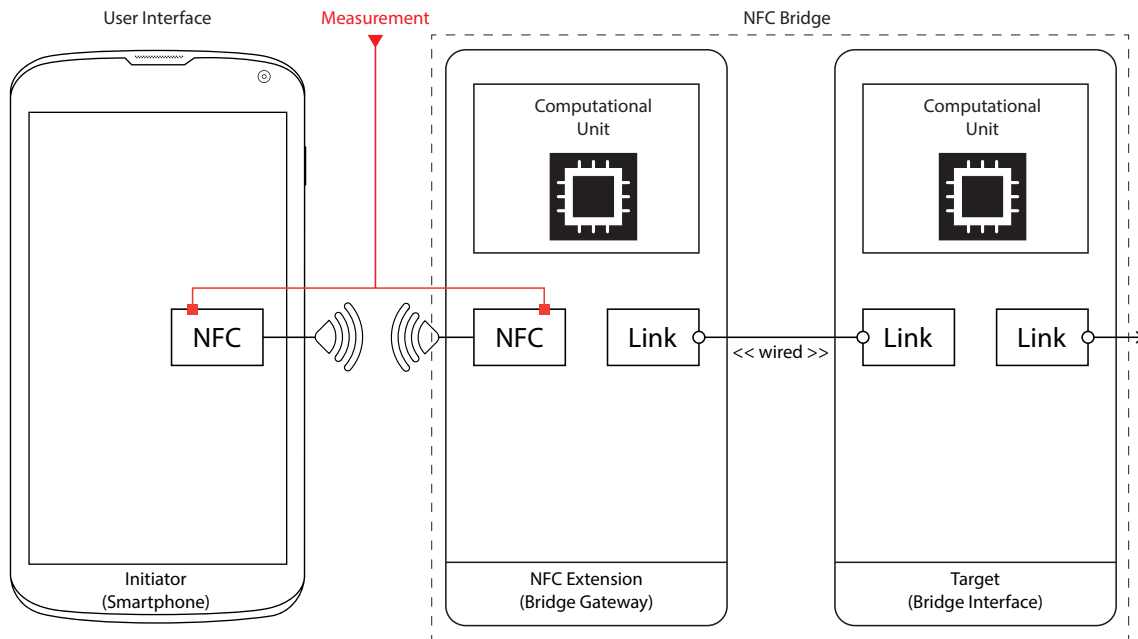 User Interface
Measurement
NFC Bridge
Computational
Unit
Computational
Unit
NFC
NFC
Link
<< wired >>
Link
Link
Initiator
(Smartphone)
NFC Extension
(Bridge Gateway)
Target
(Bridge Interface)